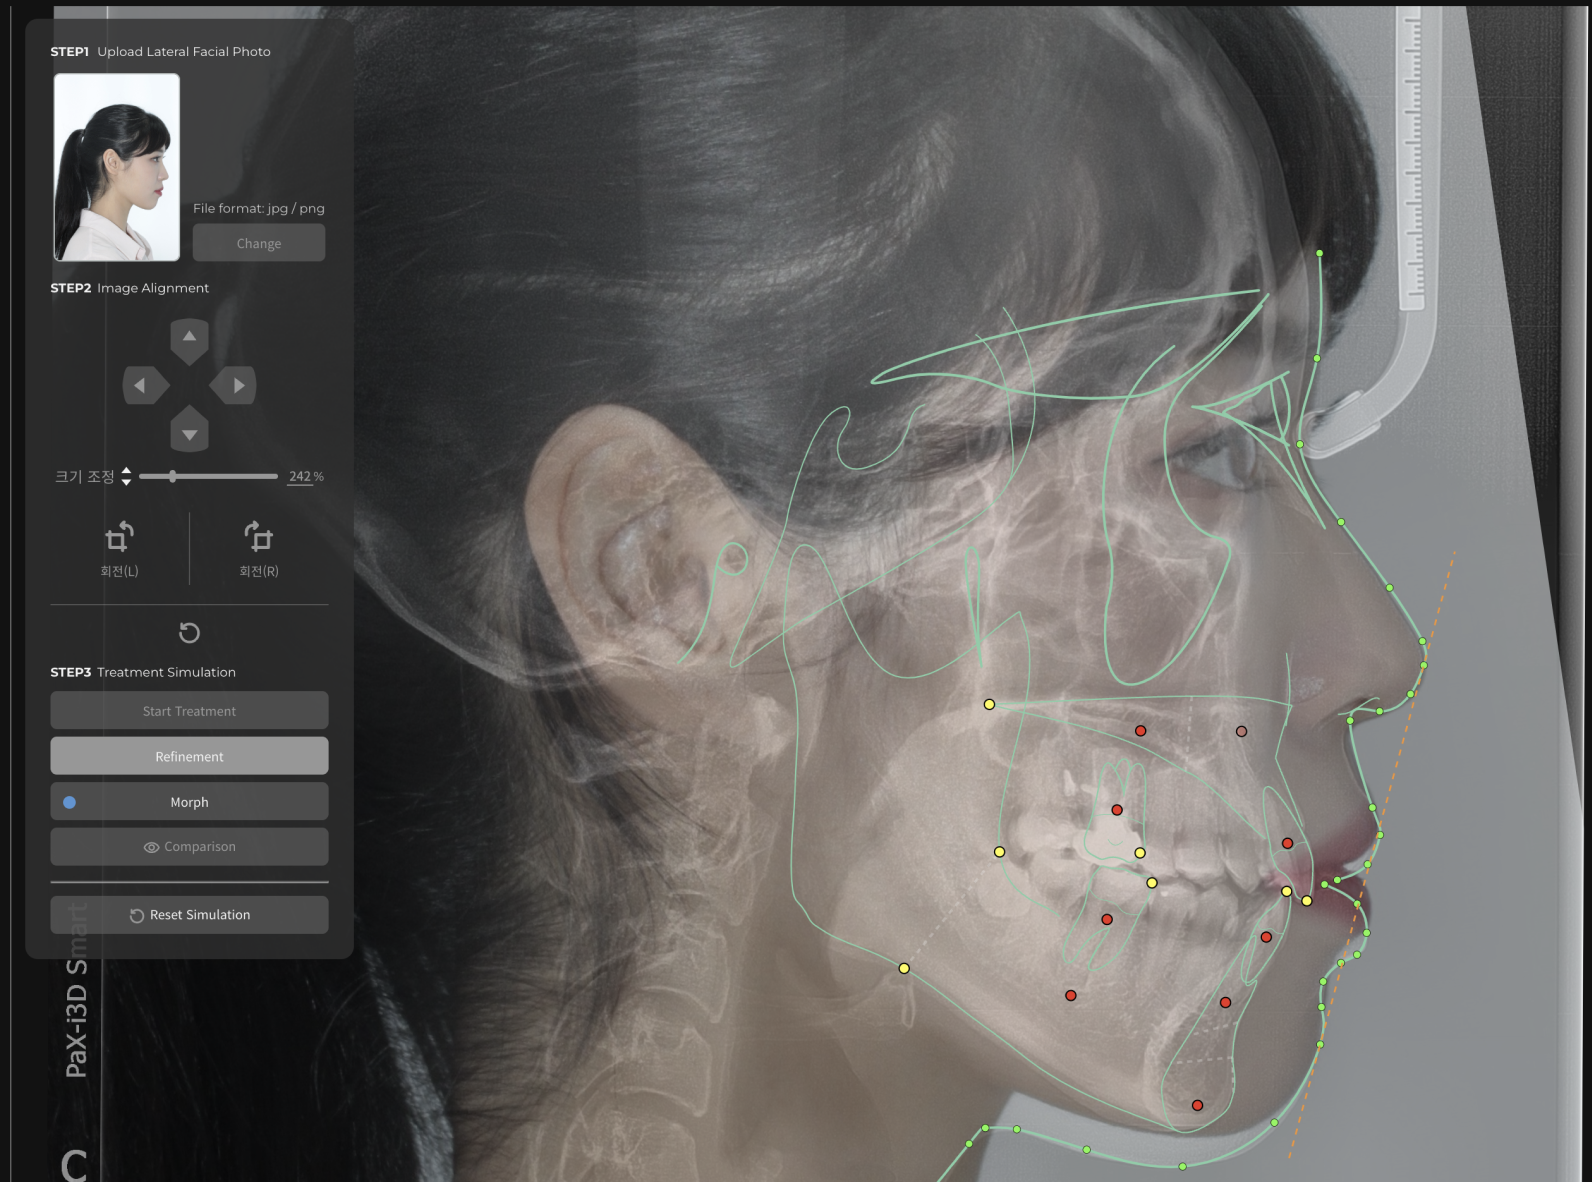 STEP1 Upload Lateral Facial Photo
File format: jpg / png
Change
STEP2 Image Alignment
크기 조정
242 %
회전(L)
회전(R)
STEP3 Treatment Simulation
Start Treatment
Refinement
Morph
Comparison
Reset Simulation
PaX-i3D Smart
C